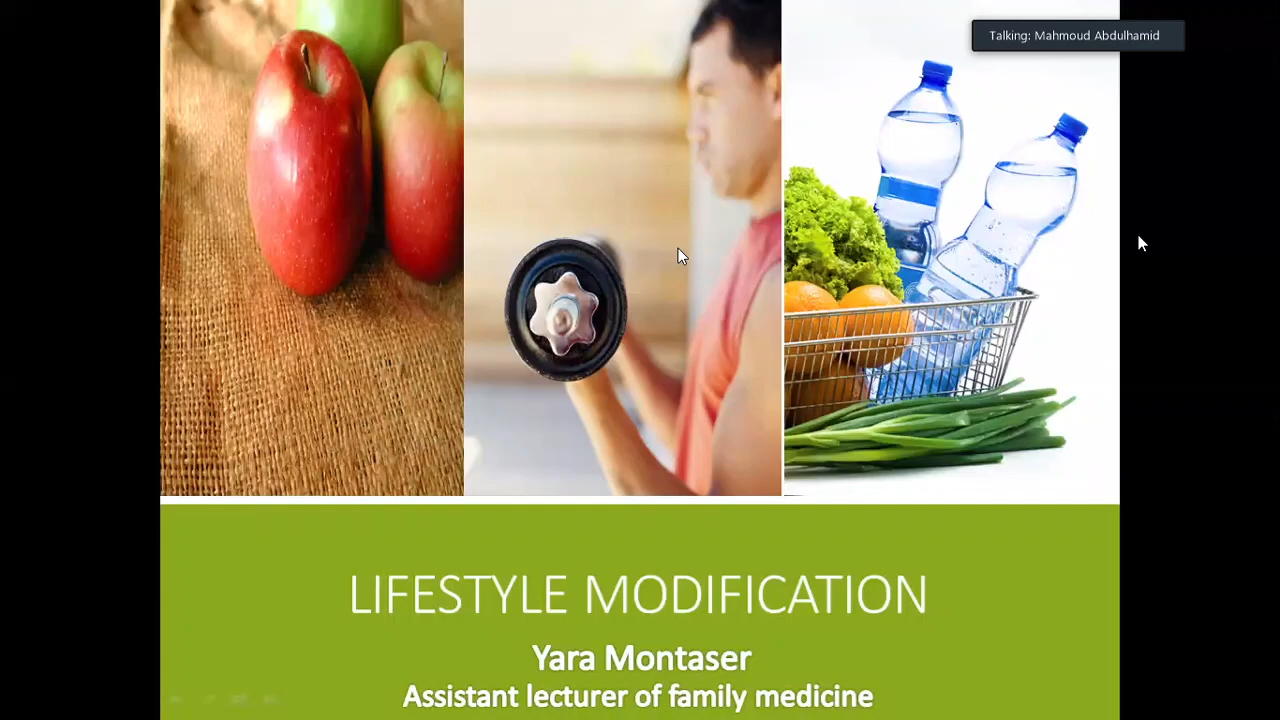 Talking: Mahmoud Abdulhamid
LIFESTYLE MODIFICATION
Yara Montaser
Assistant lecturer of family medicine